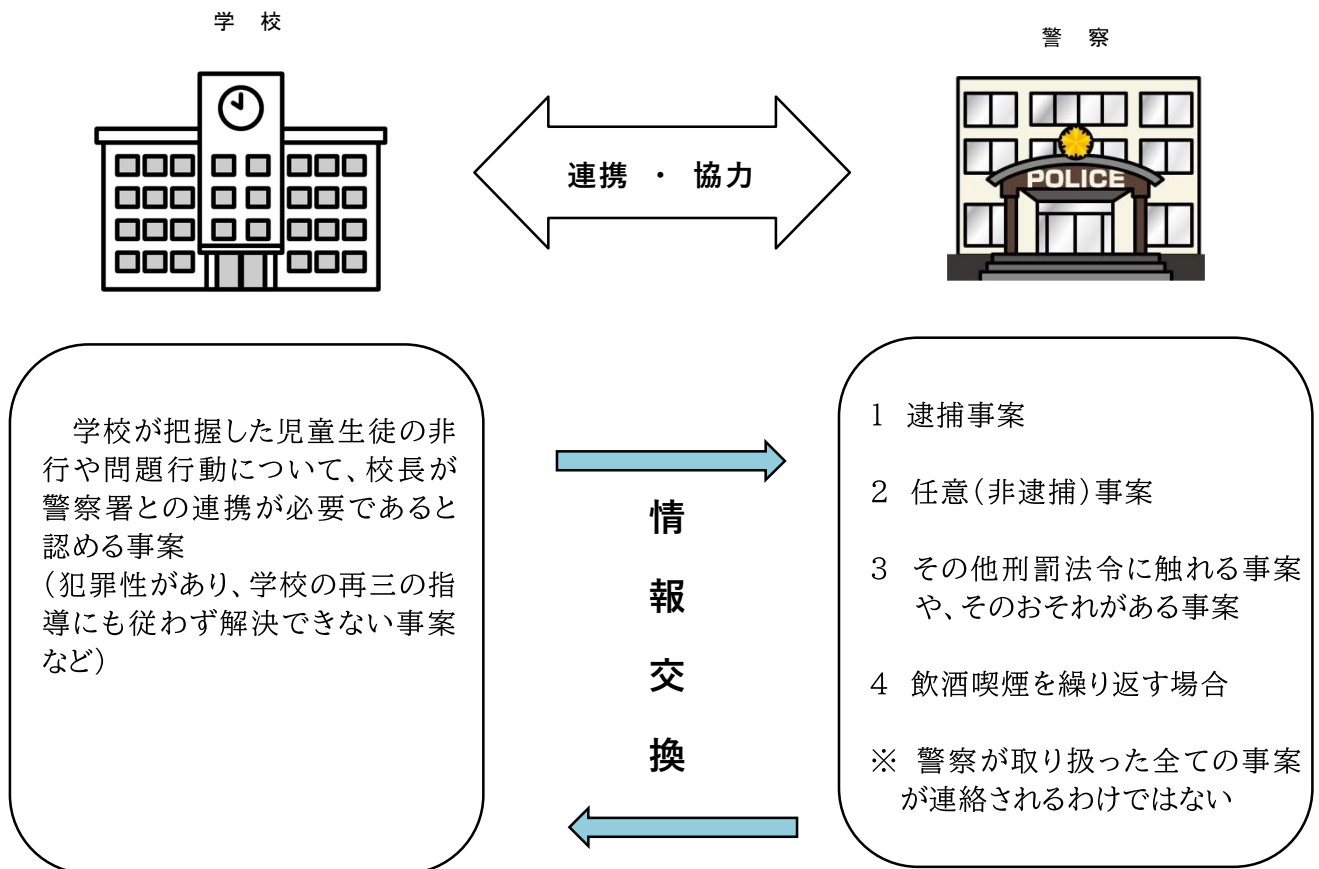 学 校
警 察
連携 ・ 協力
POLICE
学校が把握した児童生徒の非
行や問題行動について、校長が
警察署との連携が必要であると
認める事案
（犯罪性があり、学校の再三の指
導にも従わず解決できない事案
など）
情
報
交
換
1 逮捕事案
2 任意（非逮捕）事案
3 その他刑罰法令に触れる事案
や、そのおそれがある事案
4 飲酒喫煙を繰り返す場合
※ 警察が取り扱った全ての事案
が連絡されるわけではない